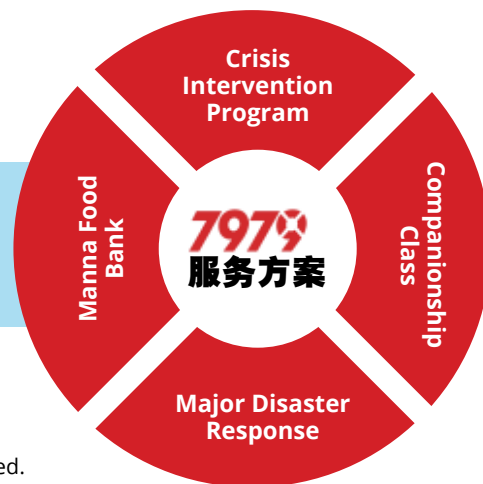 Crisis
Intervention
Program
Manna Food
Bank
7979
服务方案
Companionship
Class
Major Disaster
Response
ed.